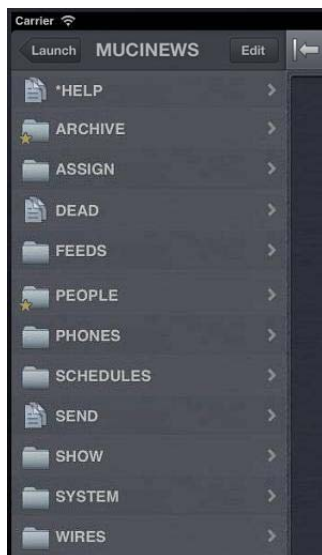 Carrier
Launch MUCINEWS Edit
*HELP
ARCHIVE
ASSIGN
DEAD
FEEDS
PEOPLE
PHONES
SCHEDULES
SEND
SHOW
SYSTEM
WIRES